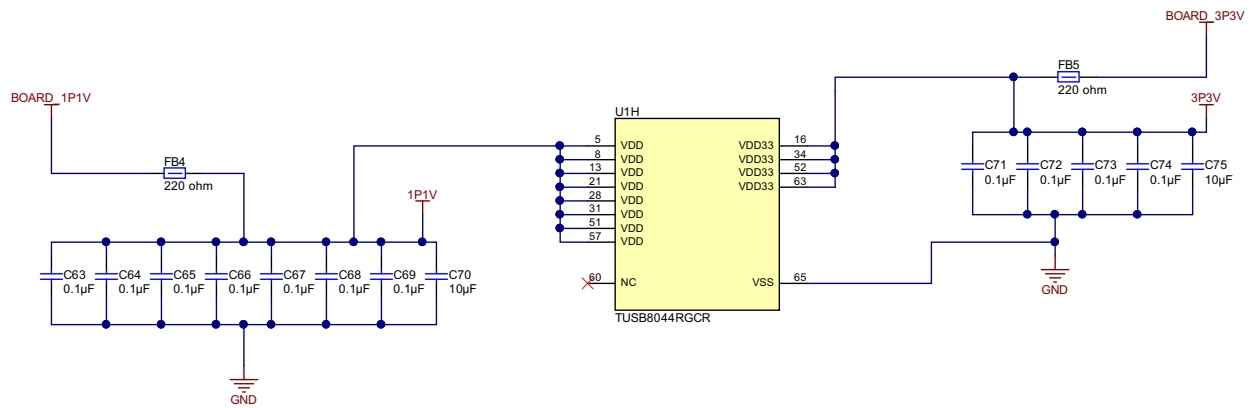 BOARD_3P3V
FB5
220 ohm
3P3V
C71
0.1µF
C72
0.1µF
C73
0.1µF
C74
0.1µF
C75
10µF
GND
BOARD_1P1V
FB4
220 ohm
1P1V
C63
0.1µF
C64
0.1µF
C65
0.1µF
C66
0.1µF
C67
0.1µF
C68
0.1µF
C69
0.1µF
C70
10µF
GND
U1H
5 VDD VDD33 16
8 VDD VDD33 34
13 VDD VDD33 52
21 VDD VDD33 63
28 VDD
31 VDD
51 VDD
57 VDD
60 NC VSS 65
TUSB8044RGCR